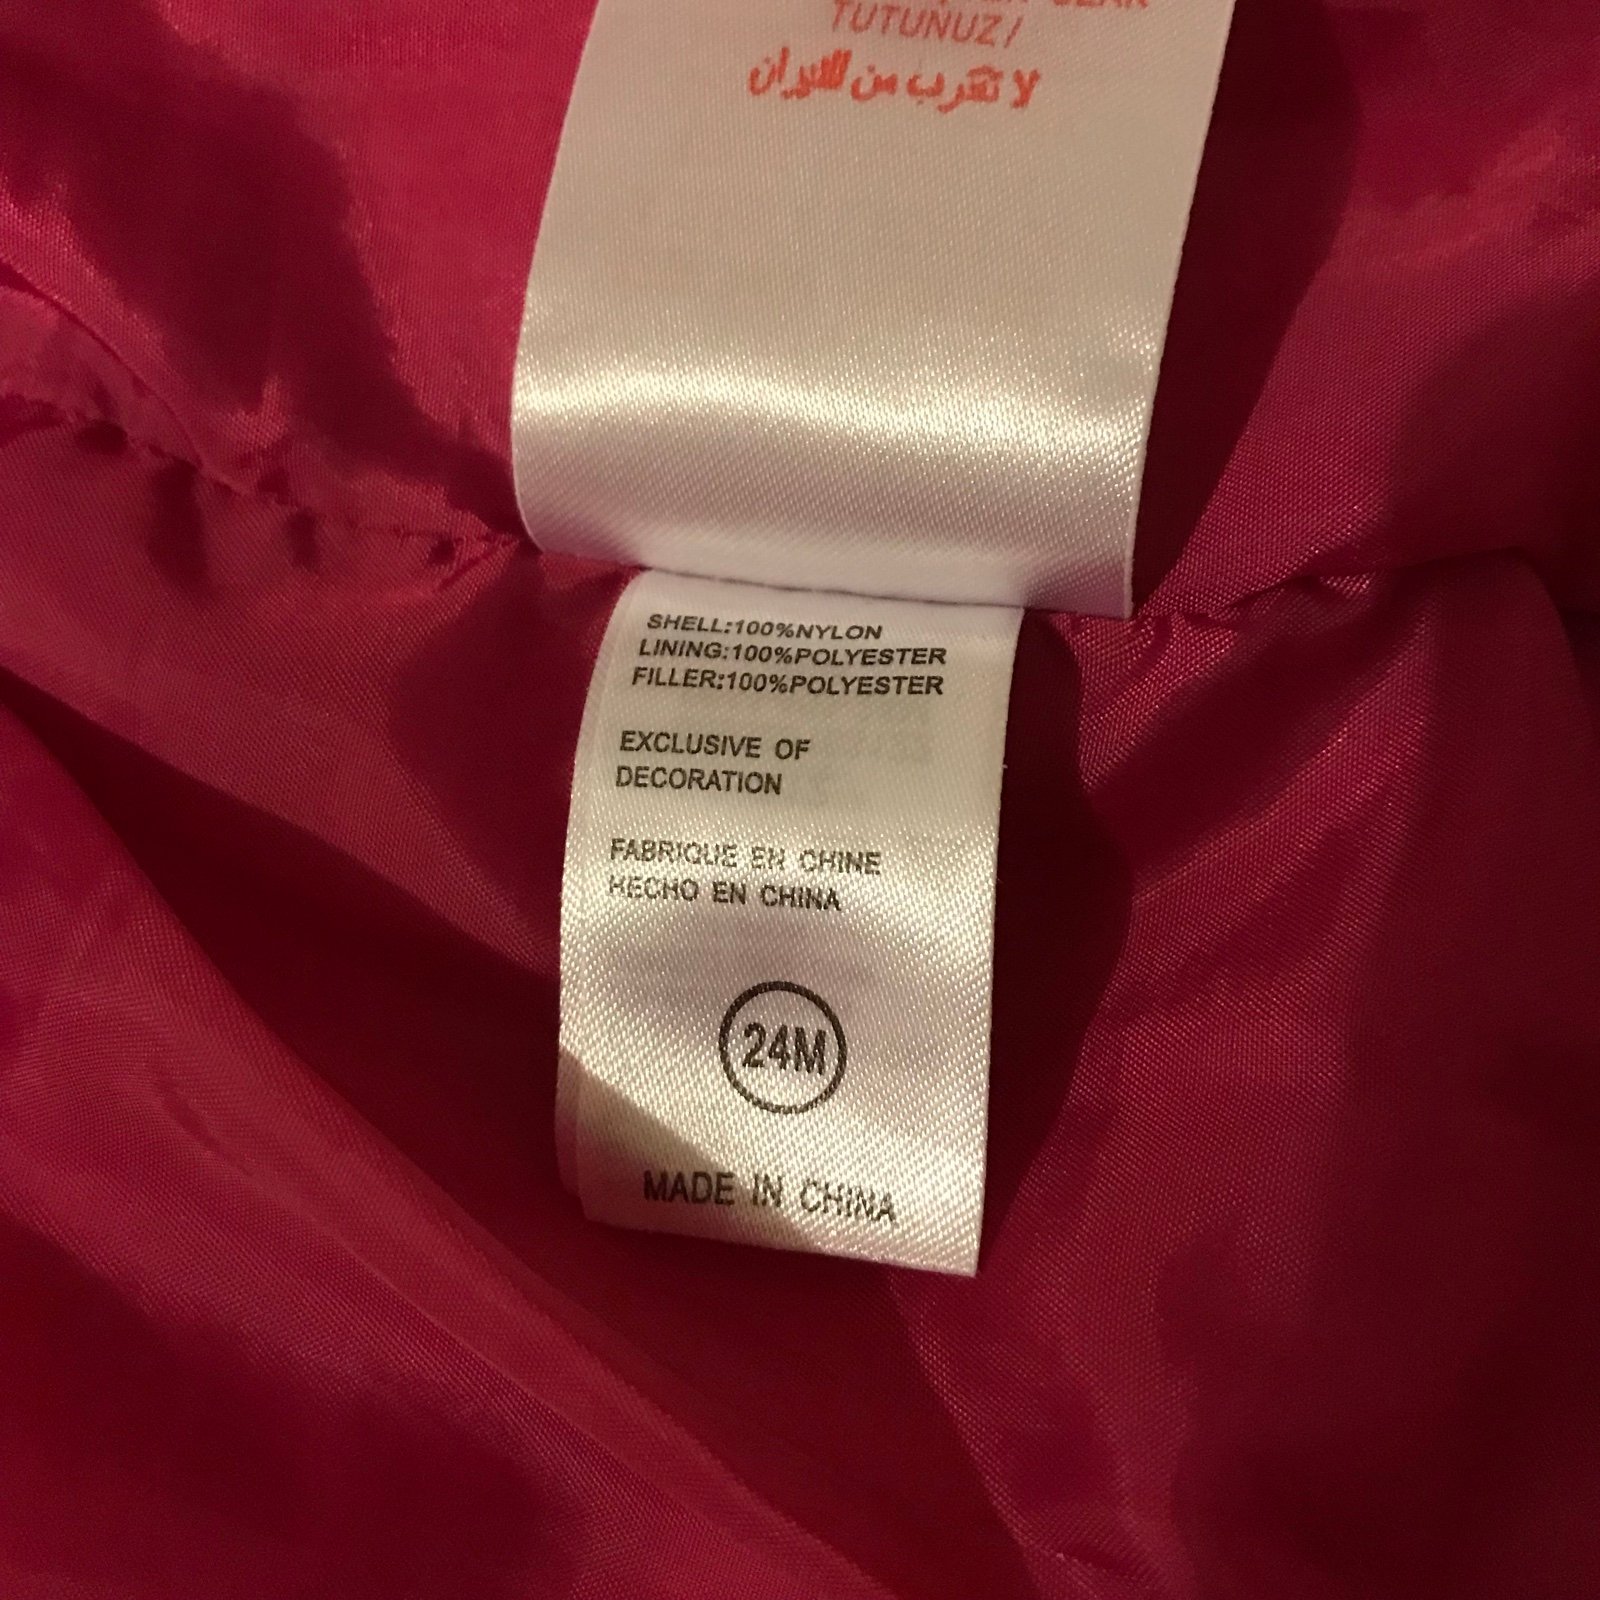 TUTUNUZ/
لا تقترب من النيران
SHELL:100%NYLON
LINING:100%POLYESTER
FILLER:100%POLYESTER
EXCLUSIVE OF
DECORATION
FABRIQUE EN CHINE
HECHO EN CHINA
24M
MADE IN CHINA